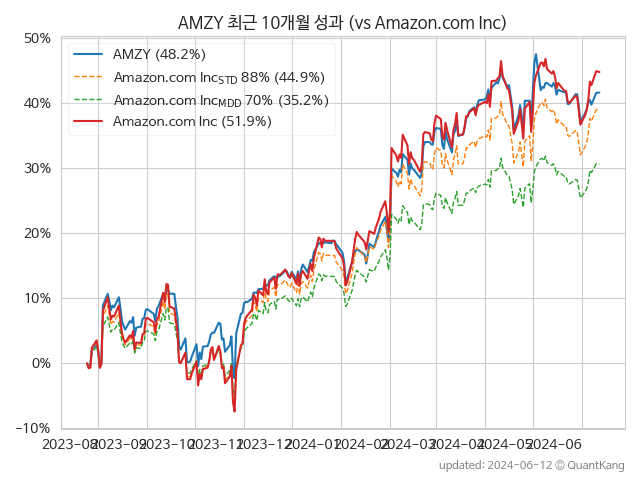 AMZY 최근 10개월 성과 (vs Amazon.com Inc)
50%
40%
30%
20%
10%
0%
−10%
AMZY (48.2%)
Amazon.com IncSTD 88% (44.9%)
Amazon.com IncMDD 70% (35.2%)
Amazon.com Inc (51.9%)
2023-08 2023-09 2023-10 2023-11 2023-12 2024-01 2024-02 2024-03 2024-04 2024-05 2024-06
updated: 2024-06-12 © QuantKang